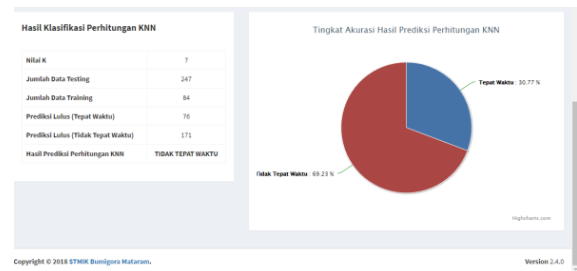 Hasil Klasifikasi Perhitungan KNN
Nilai K 7
Jumlah Data Testing 247
Jumlah Data Training 84
Prediksi Lulus (Tepat Waktu) 76
Prediksi Lulus (Tidak Tepat Waktu) 171
Hasil Prediksi Perhitungan KNN TIDAK TEPAT WAKTU
Tingkat Akurasi Hasil Prediksi Perhitungan KNN
Tepat Waktu : 30.77 %
Tidak Tepat Waktu : 69.23 %
Highcharts.com
Copyright © 2018 STMIK Bumigora Mataram.
Version 2.4.0